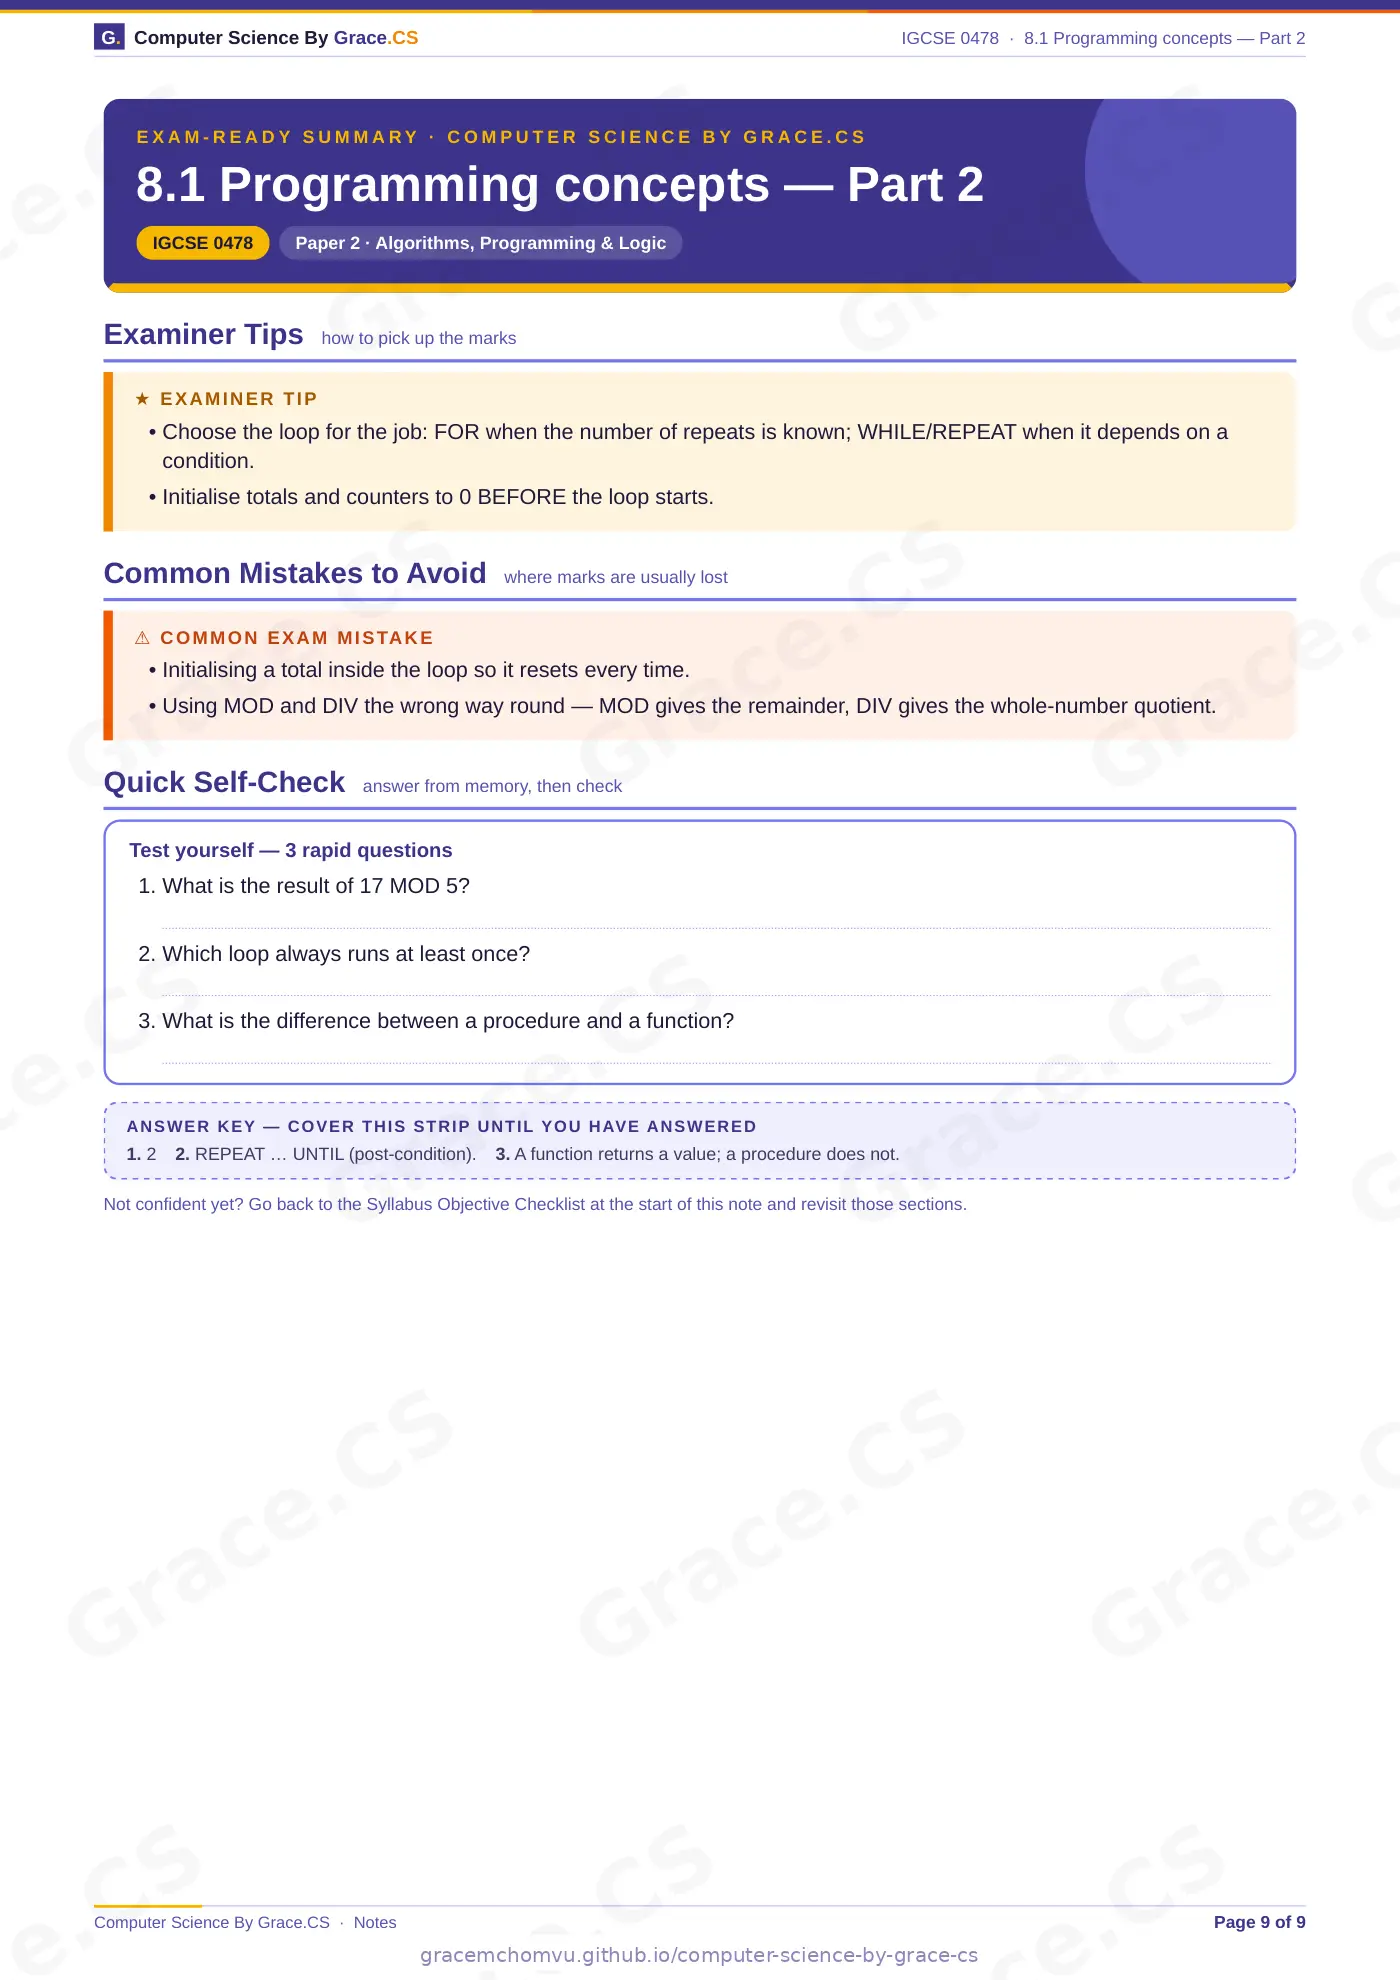 G. Computer Science By Grace.CS
IGCSE 0478 · 8.1 Programming concepts — Part 2
EXAM-READY SUMMARY · COMPUTER SCIENCE BY GRACE.CS
8.1 Programming concepts — Part 2
IGCSE 0478 Paper 2 · Algorithms, Programming & Logic
Examiner Tips how to pick up the marks
★ EXAMINER TIP
• Choose the loop for the job: FOR when the number of repeats is known; WHILE/REPEAT when it depends on a
condition.
• Initialise totals and counters to 0 BEFORE the loop starts.
Common Mistakes to Avoid where marks are usually lost
⚠ COMMON EXAM MISTAKE
• Initialising a total inside the loop so it resets every time.
• Using MOD and DIV the wrong way round — MOD gives the remainder, DIV gives the whole-number quotient.
Quick Self-Check answer from memory, then check
Test yourself — 3 rapid questions
1. What is the result of 17 MOD 5?
2. Which loop always runs at least once?
3. What is the difference between a procedure and a function?
ANSWER KEY — COVER THIS STRIP UNTIL YOU HAVE ANSWERED
1. 2 2. REPEAT … UNTIL (post-condition). 3. A function returns a value; a procedure does not.
Not confident yet? Go back to the Syllabus Objective Checklist at the start of this note and revisit those sections.
Computer Science By Grace.CS · Notes
Page 9 of 9
gracemchomvu.github.io/computer-science-by-grace-cs